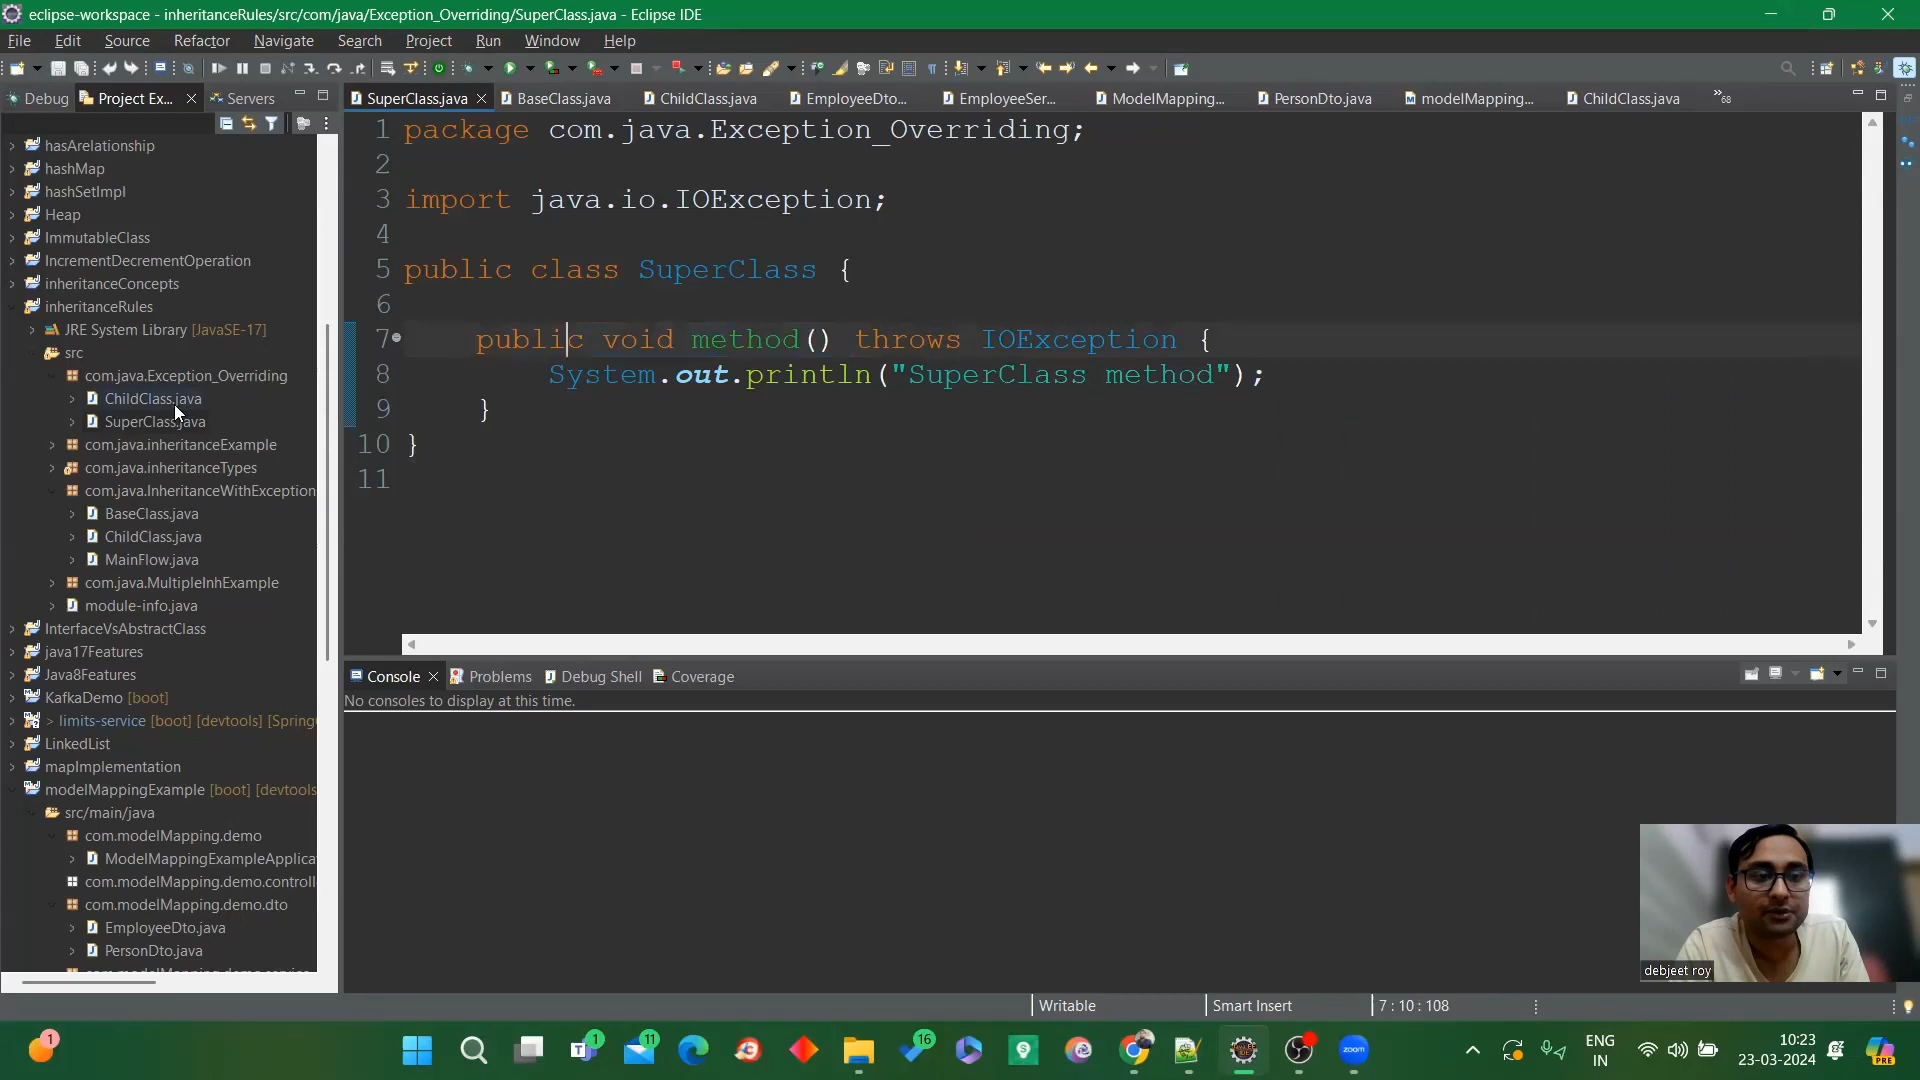 eclipse-workspace - inheritanceRules/src/com/java/Exception_Overriding/SuperClass.java - Eclipse IDE
File Edit Source Refactor Navigate Search Project Run Window Help
Debug Project Ex... Servers
SuperClass.java BaseClass.java ChildClass.java EmployeeDto... EmployeeSer... ModelMapping... PersonDto.java modelMapping... ChildClass.java »68
hasArelationship
hashMap
hashSetImpl
Heap
ImmutableClass
IncrementDecrementOperation
inheritanceConcepts
inheritanceRules
JRE System Library [JavaSE-17]
src
com.java.Exception_Overriding
ChildClass.java
SuperClass.java
com.java.inheritanceExample
com.java.inheritanceTypes
com.java.InheritanceWithException
BaseClass.java
ChildClass.java
MainFlow.java
com.java.MultipleInhExample
module-info.java
InterfaceVsAbstractClass
java17Features
Java8Features
KafkaDemo [boot]
> limits-service [boot] [devtools] [Spring
LinkedList
mapImplementation
modelMappingExample [boot] [devtools
src/main/java
com.modelMapping.demo
ModelMappingExampleApplica
com.modelMapping.demo.controll
com.modelMapping.demo.dto
EmployeeDto.java
PersonDto.java
1 package com.java.Exception_Overriding;
2
3 import java.io.IOException;
4
5 public class SuperClass {
6
7 public void method() throws IOException {
8 System.out.println("SuperClass method");
9 }
10 }
11
Console Problems Debug Shell Coverage
No consoles to display at this time.
debjeet roy
Writable Smart Insert 7 : 10 : 108
1 1 11 16 zoom ENG IN 10:23 23-03-2024 PRE